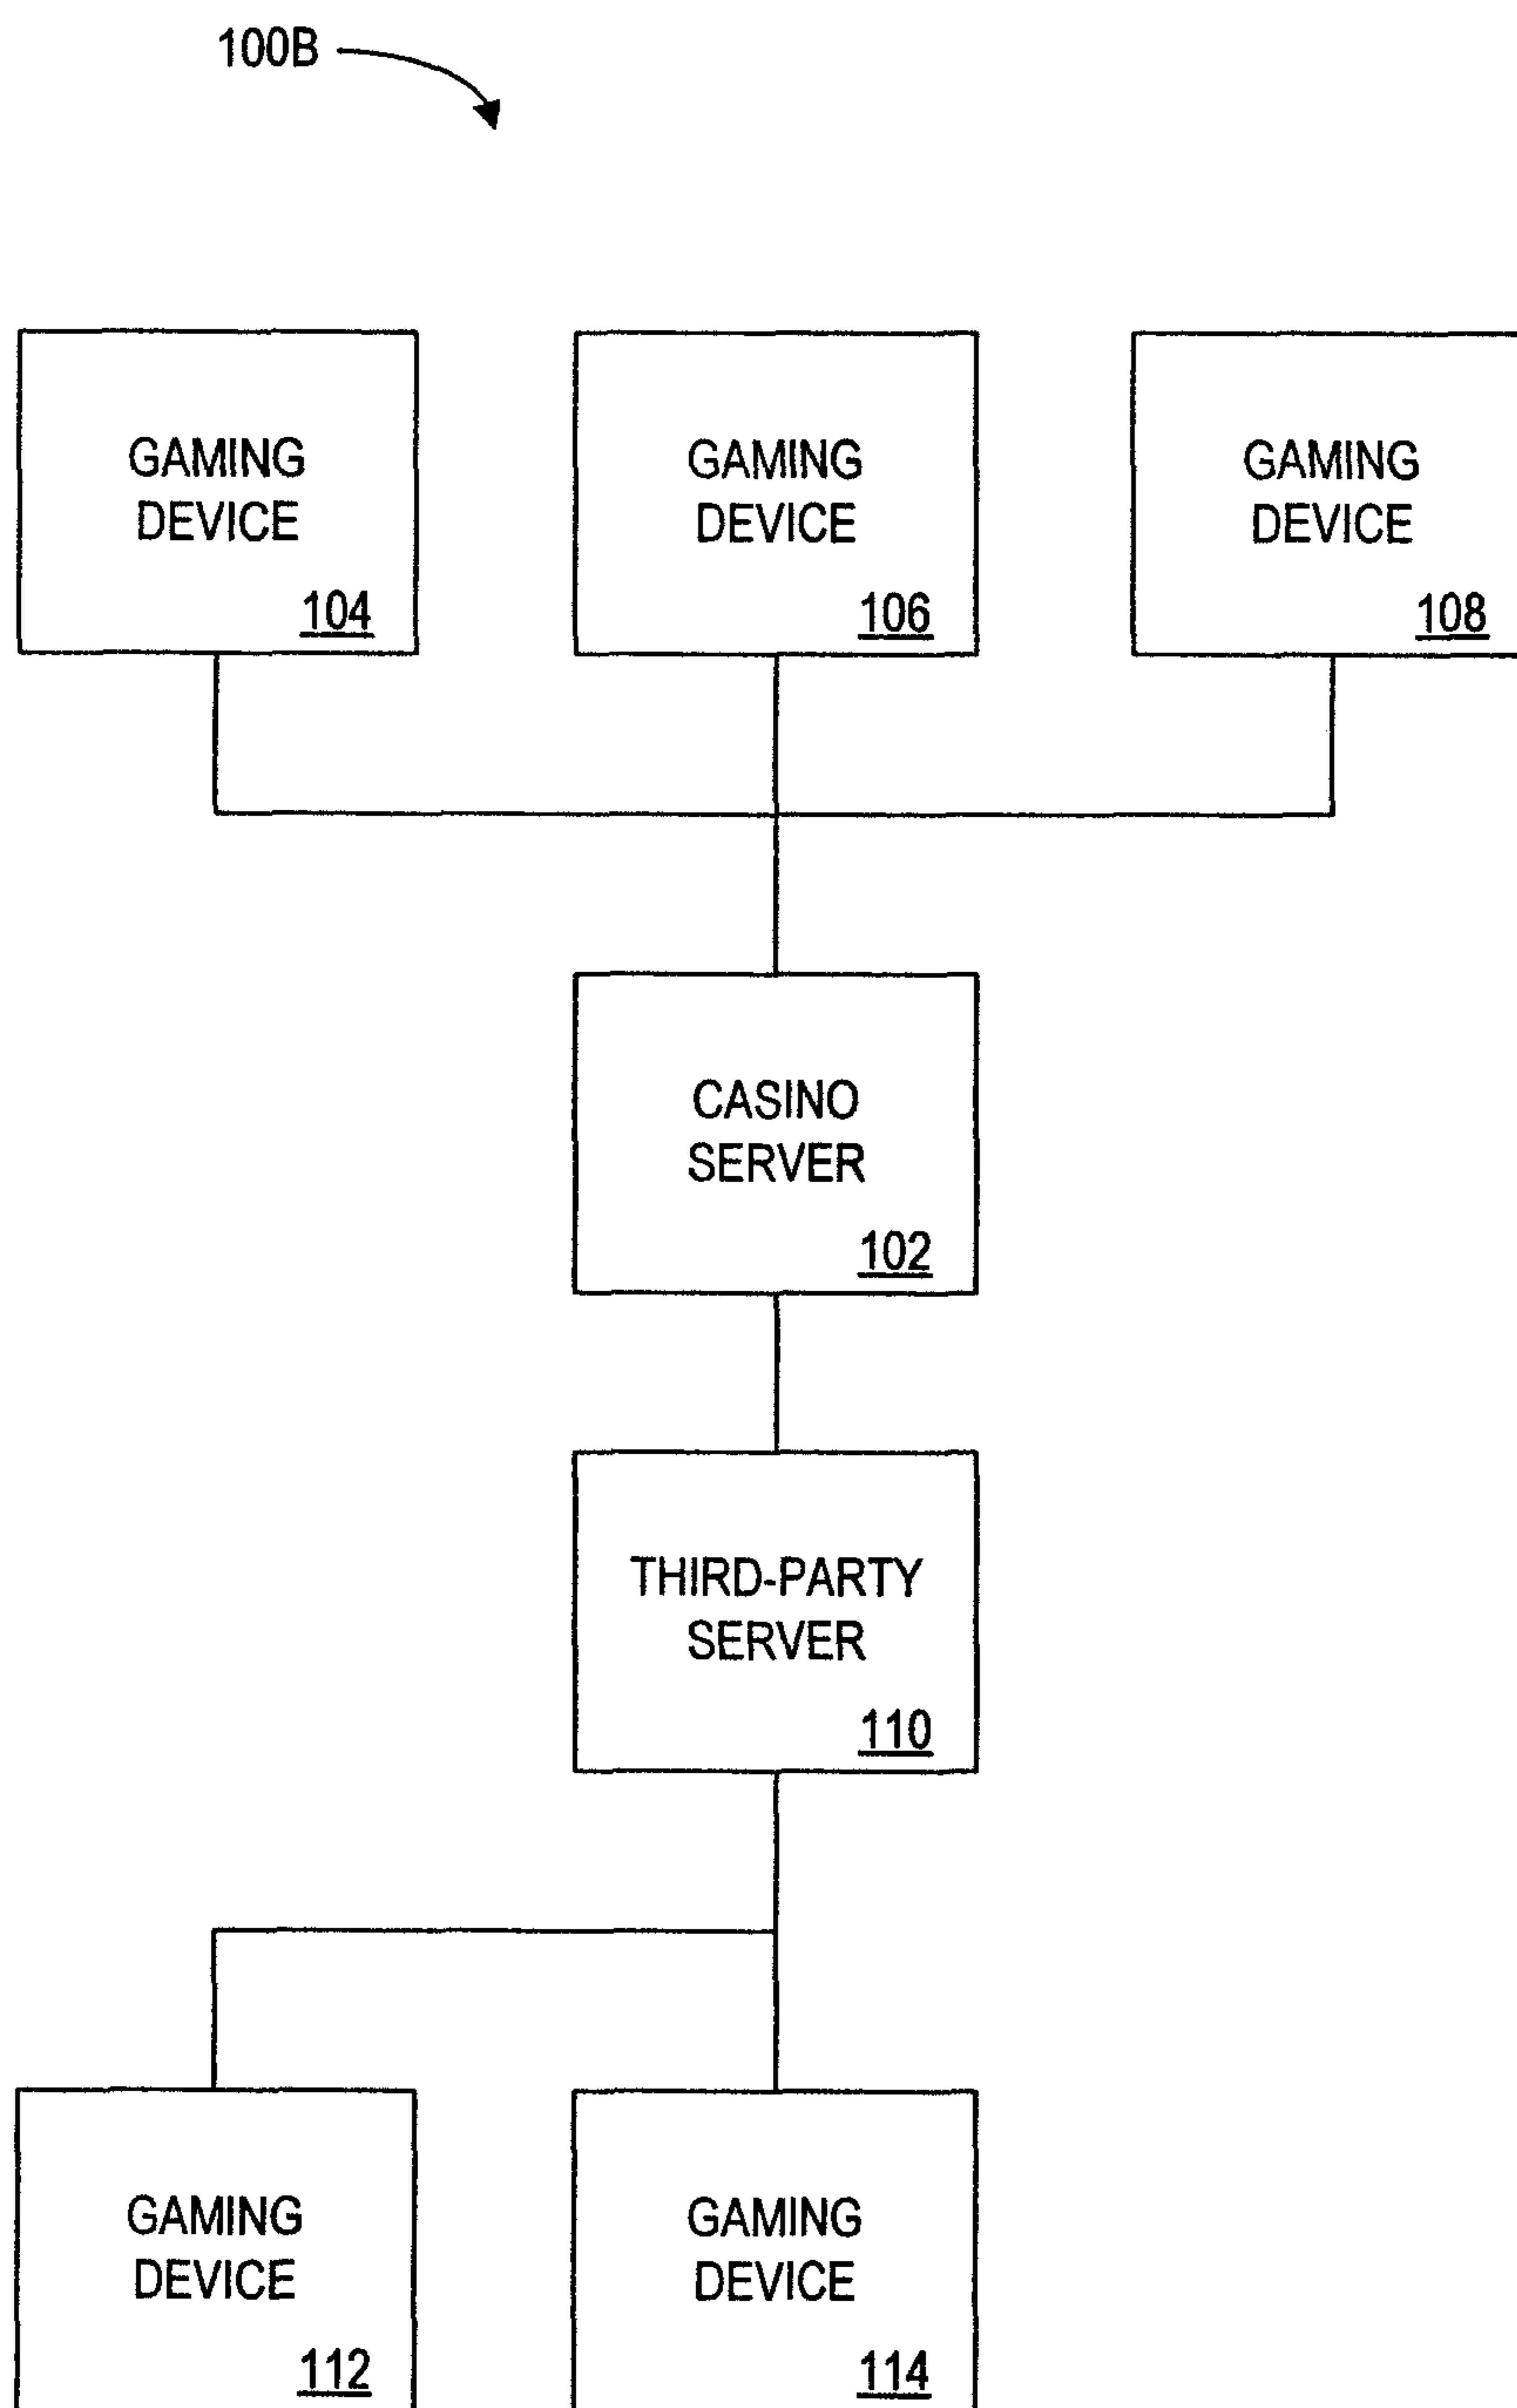 100B
GAMING
DEVICE
104
GAMING
DEVICE
106
GAMING
DEVICE
108
CASINO
SERVER
102
THIRD-PARTY
SERVER
110
GAMING
DEVICE
112
GAMING
DEVICE
114